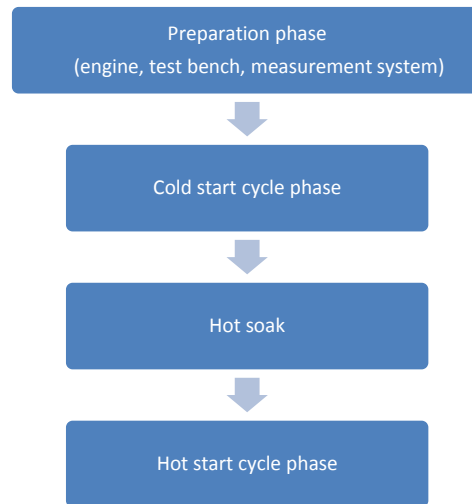 Preparation phase
(engine, test bench, measurement system)
Cold start cycle phase
Hot soak
Hot start cycle phase